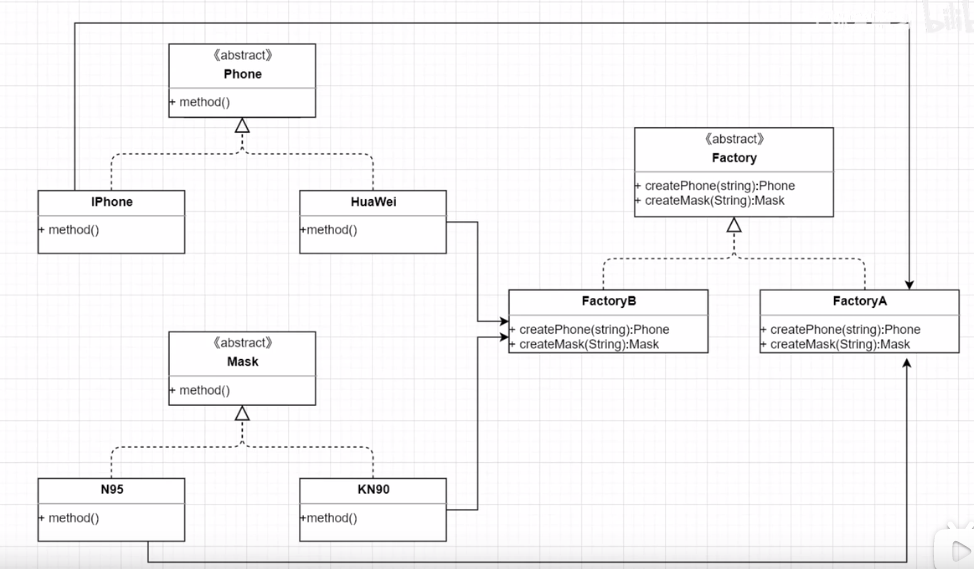 《abstract》
Phone
+ method()
IPhone
+ method()
HuaWei
+method()
《abstract》
Factory
+ createPhone(string):Phone
+ createMask(String):Mask
FactoryB
+ createPhone(string):Phone
+ createMask(String):Mask
FactoryA
+ createPhone(string):Phone
+ createMask(String):Mask
《abstract》
Mask
+ method()
N95
+ method()
KN90
+method()